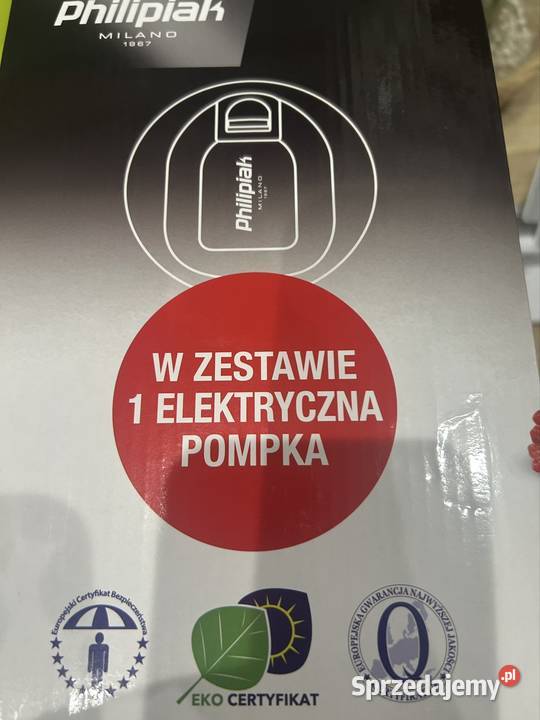 Philipiak
MILANO
1967
Philipiak
MILANO
1967
W ZESTAWIE
1 ELEKTRYCZNA
POMPKA
Europejski Certyfikat Bezpieczeństwa
EKO CERTYFIKAT
EUROPEJSKA GWARANCJA NAJWYŻSZEJ JAKOŚCI
Q
CERTYFIKAT
Sprzedajemy.pl